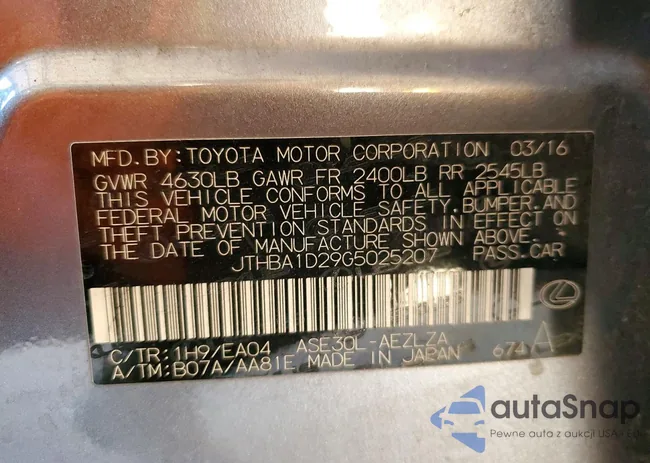 MFD.BY: TOYOTA MOTOR CORPORATION 03/16
GVWR 4630LB GAWR FR 2400LB RR 2545LB
THIS VEHICLE CONFORMS TO ALL APPLICABLE
FEDERAL MOTOR VEHICLE SAFETY, BUMPER, AND
THEFT PREVENTION STANDARDS IN EFFECT ON
THE DATE OF MANUFACTURE SHOWN ABOVE.
JTHBA1D29G5025207 PASS.CAR
C/TR:1H9/EA04 ASE30L-AEZLZA
A/TM:B07A/AA81E MADE IN JAPAN 674 A
autaSnap
Pewne auta z aukcji USA i